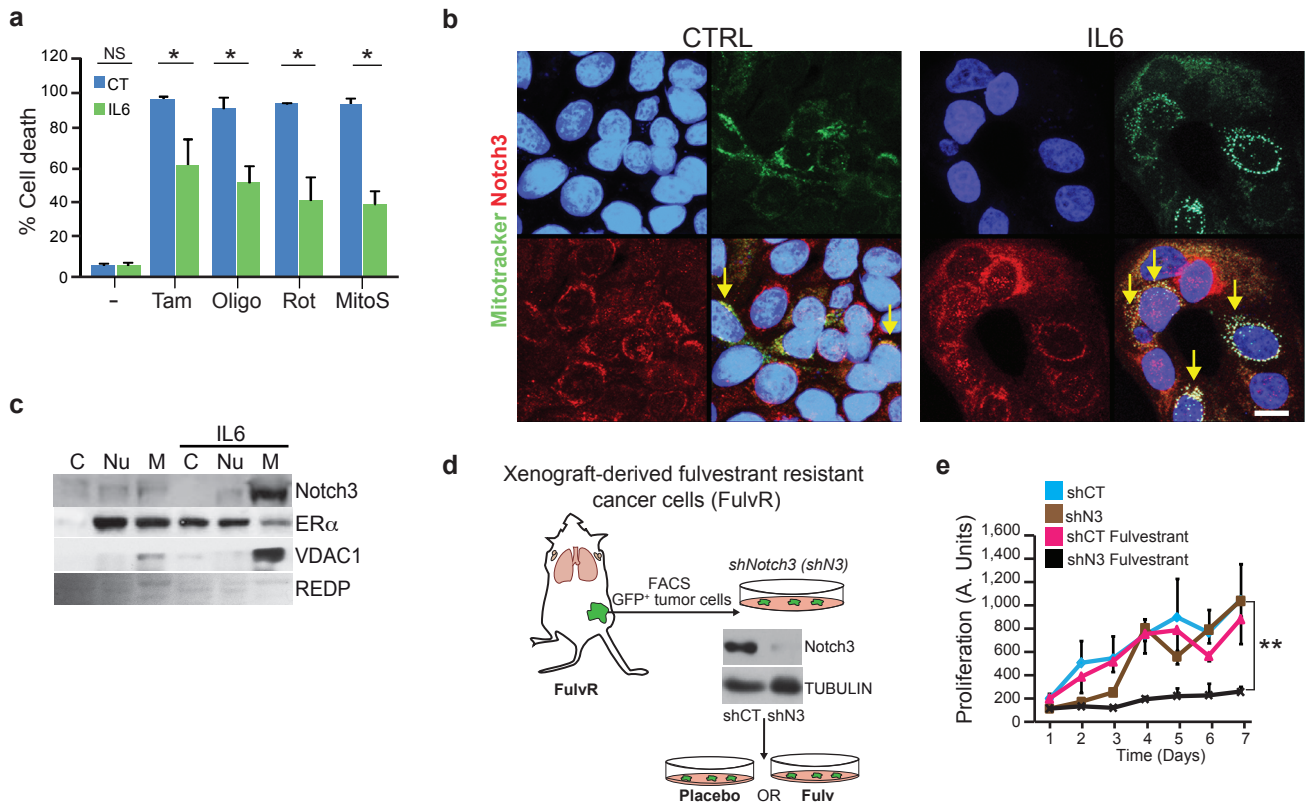 a
NS
*
*
*
*
120
100
80
60
40
20
0
% Cell death
CT
IL6
–
Tam
Oligo
Rot
MitoS
b
CTRL
IL6
Mitotracker Notch3
c
IL6
C Nu M C Nu M
Notch3
ERα
VDAC1
REDP
d
Xenograft-derived fulvestrant resistant
cancer cells (FulvR)
FACS
GFP+ tumor cells
shNotch3 (shN3)
FulvR
Notch3
TUBULIN
shCT shN3
Placebo OR Fulv
e
shCT
shN3
shCT Fulvestrant
shN3 Fulvestrant
1,600
1,400
1,200
1,000
800
600
400
200
0
Proliferation (A. Units)
**
1 2 3 4 5 6 7
Time (Days)